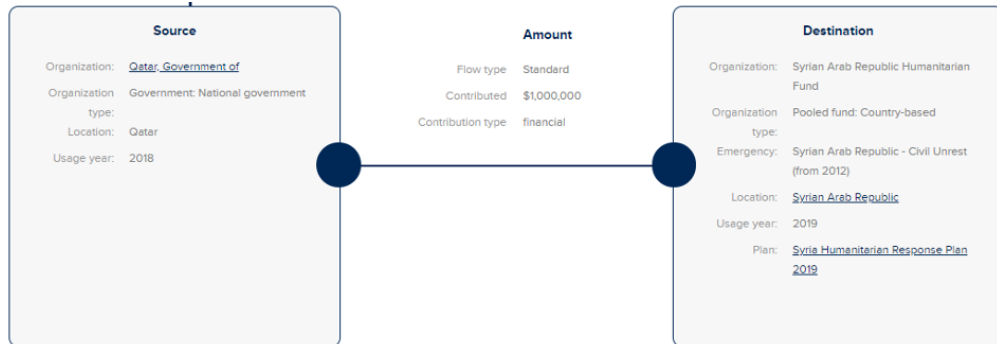 Source
Organization: Qatar, Government of
Organization type: Government: National government
Location: Qatar
Usage year: 2018
Amount
Flow type Standard
Contributed $1,000,000
Contribution type financial
Destination
Organization: Syrian Arab Republic Humanitarian
Fund
Organization type: Pooled fund: Country-based
Emergency: Syrian Arab Republic - Civil Unrest
(from 2012)
Location: Syrian Arab Republic
Usage year: 2019
Plan: Syria Humanitarian Response Plan
2019